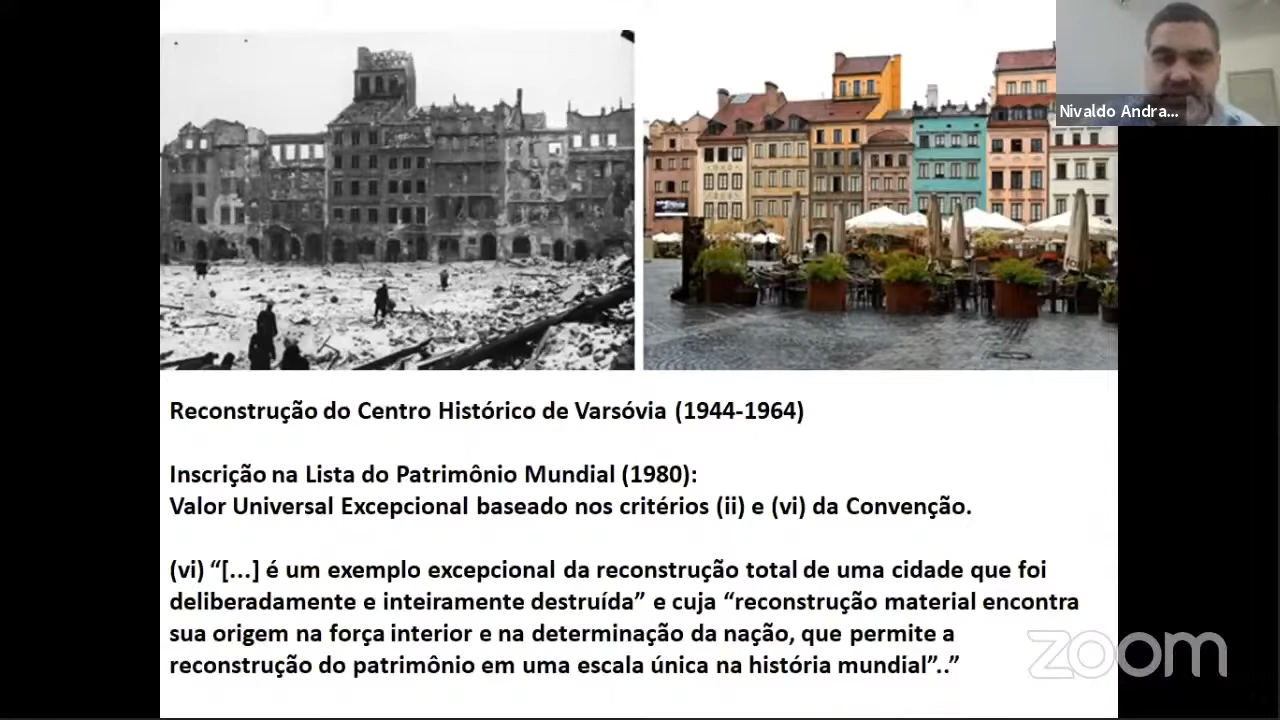 Nivaldo Andra...
Reconstrução do Centro Histórico de Varsóvia (1944-1964)
Inscrição na Lista do Patrimônio Mundial (1980):
Valor Universal Excepcional baseado nos critérios (ii) e (vi) da Convenção.
(vi) “[...] é um exemplo excepcional da reconstrução total de uma cidade que foi
deliberadamente e inteiramente destruída” e cuja “reconstrução material encontra
sua origem na força interior e na determinação da nação, que permite a
reconstrução do patrimônio em uma escala única na história mundial”..”
zoom